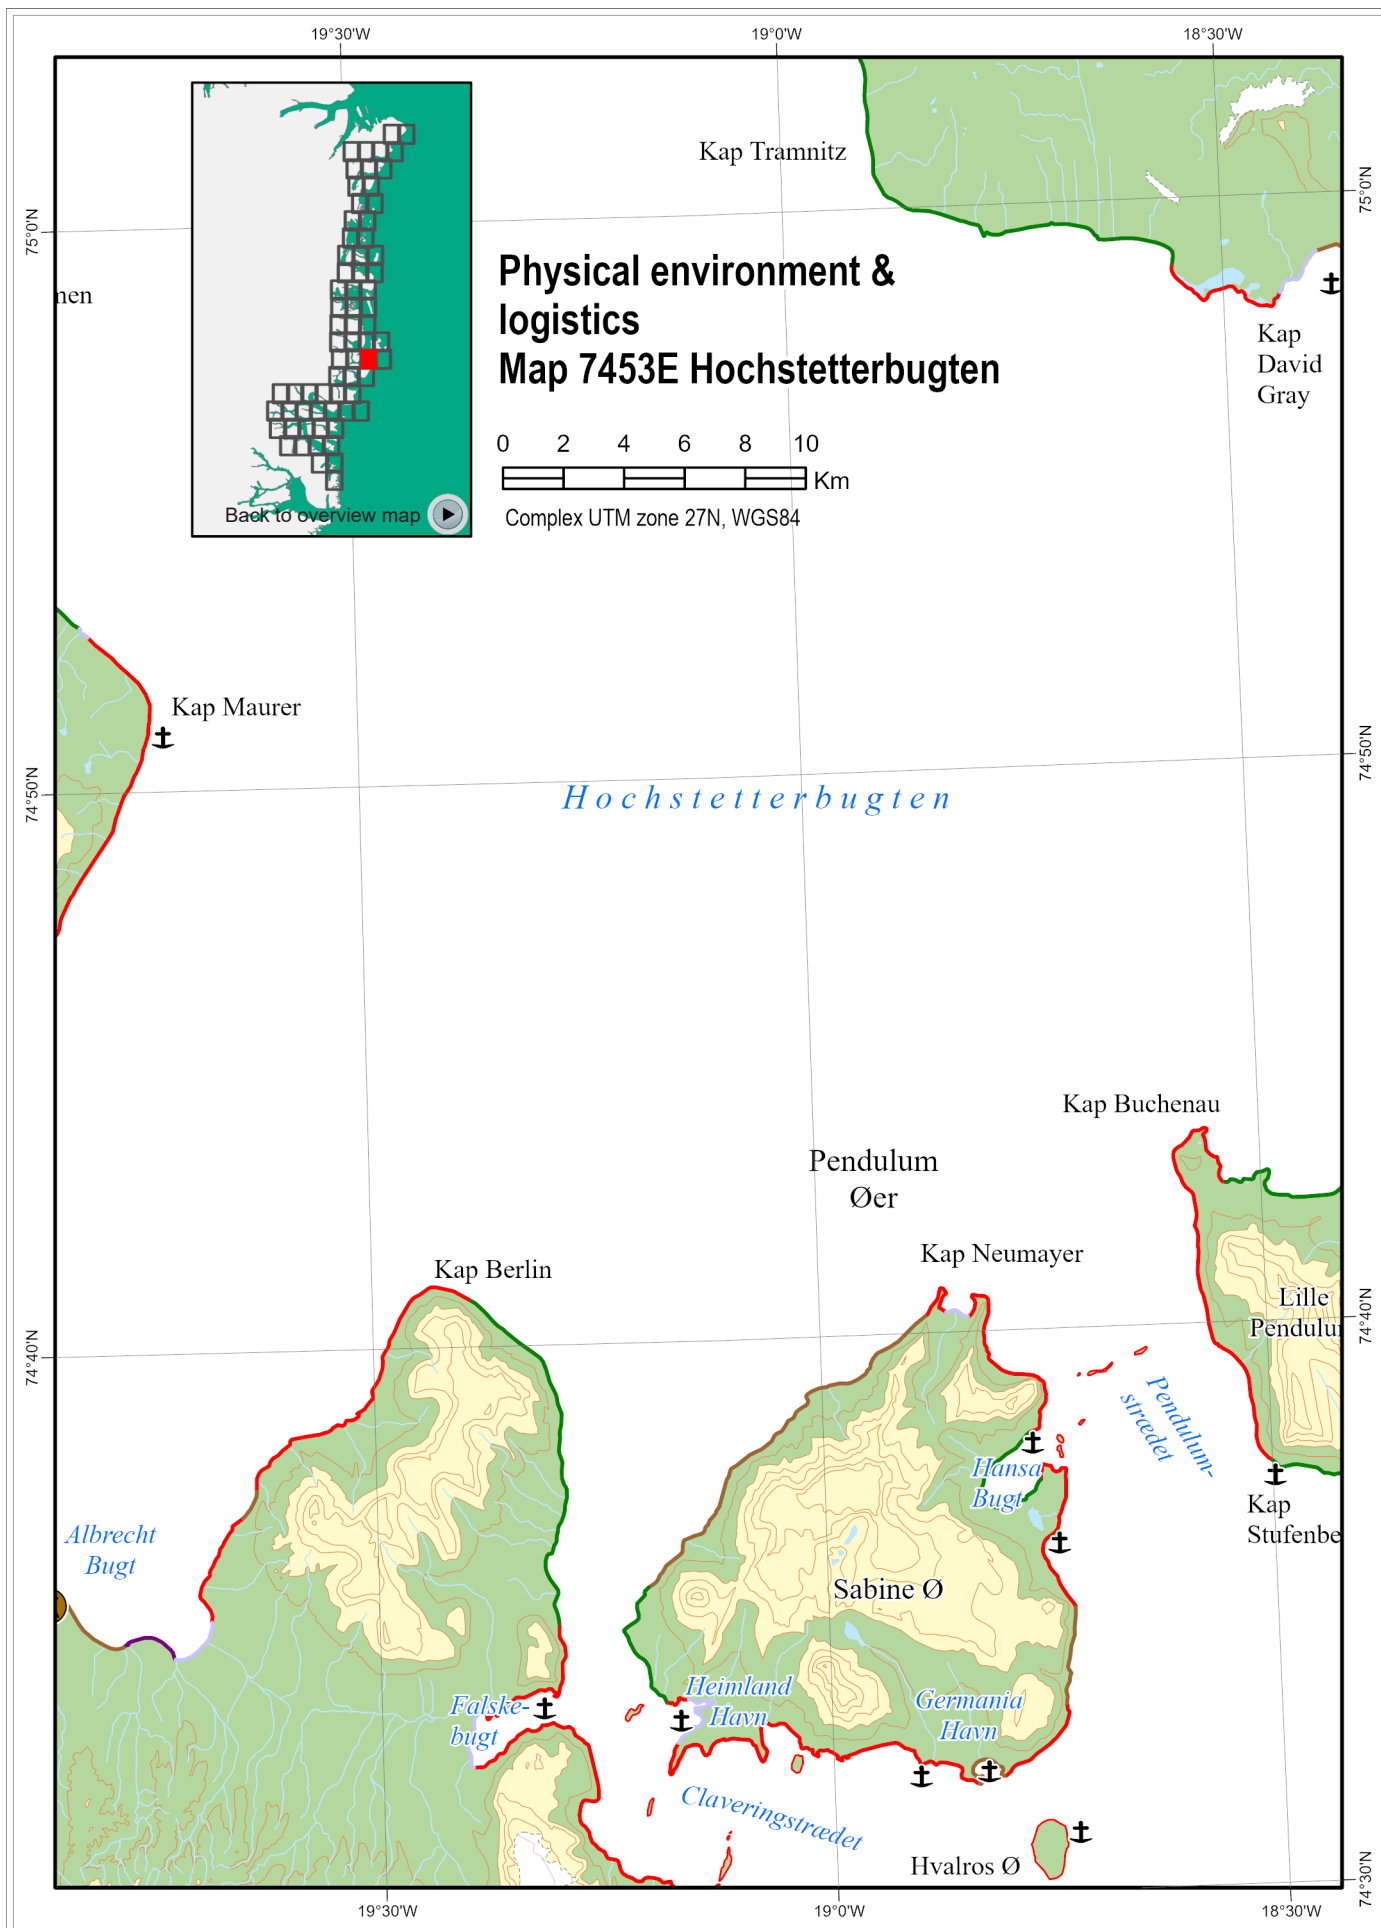 19°30'W
19°0'W
18°30'W
Kap Tramnitz
75°0'N
75°0'N
Physical environment &
logistics
Map 7453E Hochstetterbugten
Kap
David
Gray
0 2 4 6 8 10
Km
Complex UTM zone 27N, WGS84
Back to overview map
Kap Maurer
74°50'N
74°50'N
Hochstetterbugten
Kap Buchenau
Pendulum
Øer
Kap Neumayer
Kap Berlin
Lille
Pendulu
74°40'N
74°40'N
Pendulum-
strædet
Hansa
Bugt
Kap
Stufenbe
Albrecht
Bugt
Sabine Ø
Heimland
Havn
Germania
Havn
Falske-
bugt
Claveringstrædet
Hvalros Ø
74°30'N
19°30'W
19°0'W
18°30'W